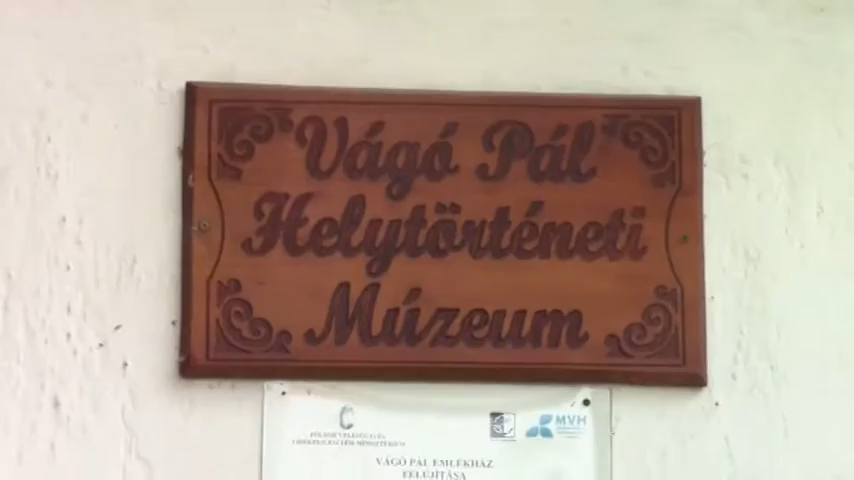 Vágó Pál
Helytörténeti
Múzeum
MVH
VÁGÓ PÁL EMLÉKHÁZ
FELÚJÍTÁSA